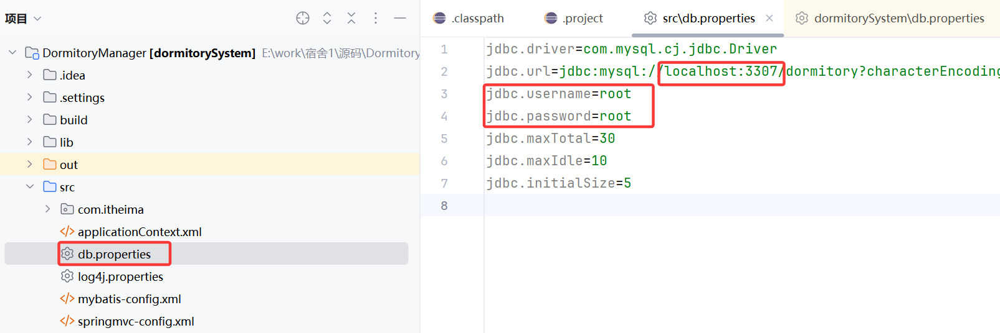 项目
DormitoryManager [dormitorySystem] E:\work\宿舍1\源码\Dormitory
.idea
.settings
build
lib
out
src
com.itheima
applicationContext.xml
db.properties
log4j.properties
mybatis-config.xml
springmvc-config.xml
.classpath .project src\db.properties dormitorySystem\db.properties
1 jdbc.driver=com.mysql.cj.jdbc.Driver
2 jdbc.url=jdbc:mysql://localhost:3307/dormitory?characterEncoding
3 jdbc.username=root
4 jdbc.password=root
5 jdbc.maxTotal=30
6 jdbc.maxIdle=10
7 jdbc.initialSize=5
8